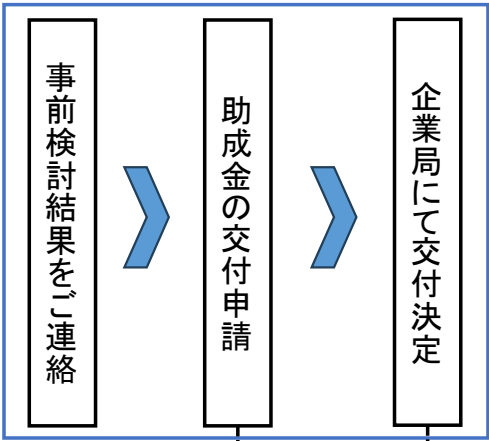 事前検討結果をご連絡
助成金の交付申請
企業局にて交付決定